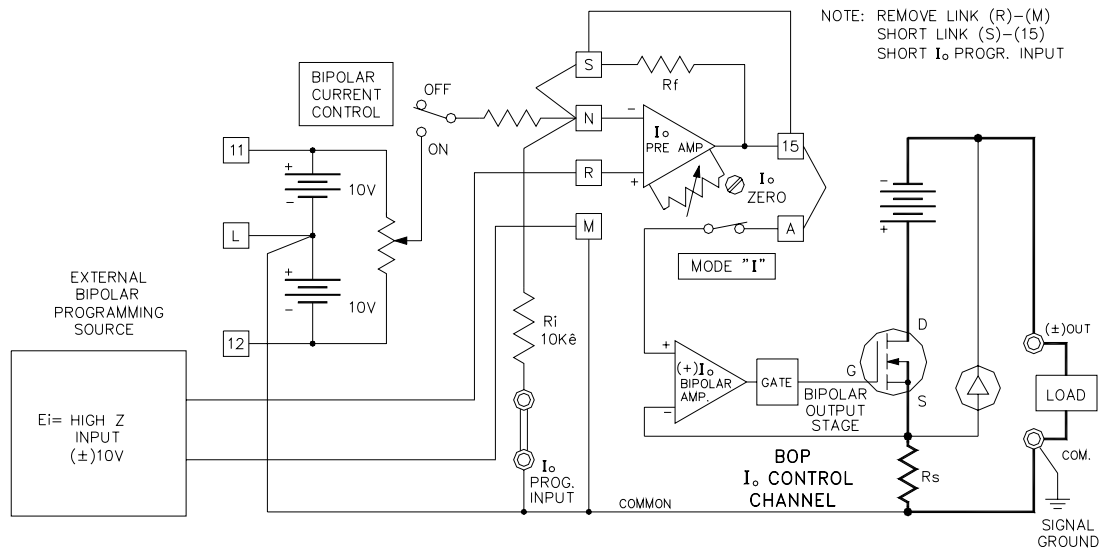 NOTE: REMOVE LINK (R)-(M)
SHORT LINK (S)-(15)
SHORT Io PROGR. INPUT
BIPOLAR
CURRENT
CONTROL
OFF
ON
S
Rf
N
-
Io
PRE AMP
15
R
+
Io
ZERO
M
A
MODE "I"
11
+
10V
-
L
+
10V
-
12
-
+
EXTERNAL
BIPOLAR
PROGRAMMING
SOURCE
Ei= HIGH Z
INPUT
(±)10V
Ri
10Kê
Io
PROG.
INPUT
+
(+)Io
BIPOLAR
AMP.
-
GATE
D
G
S
BIPOLAR
OUTPUT
STAGE
(±)OUT
LOAD
COM.
BOP
Io CONTROL
CHANNEL
Rs
COMMON
SIGNAL
GROUND